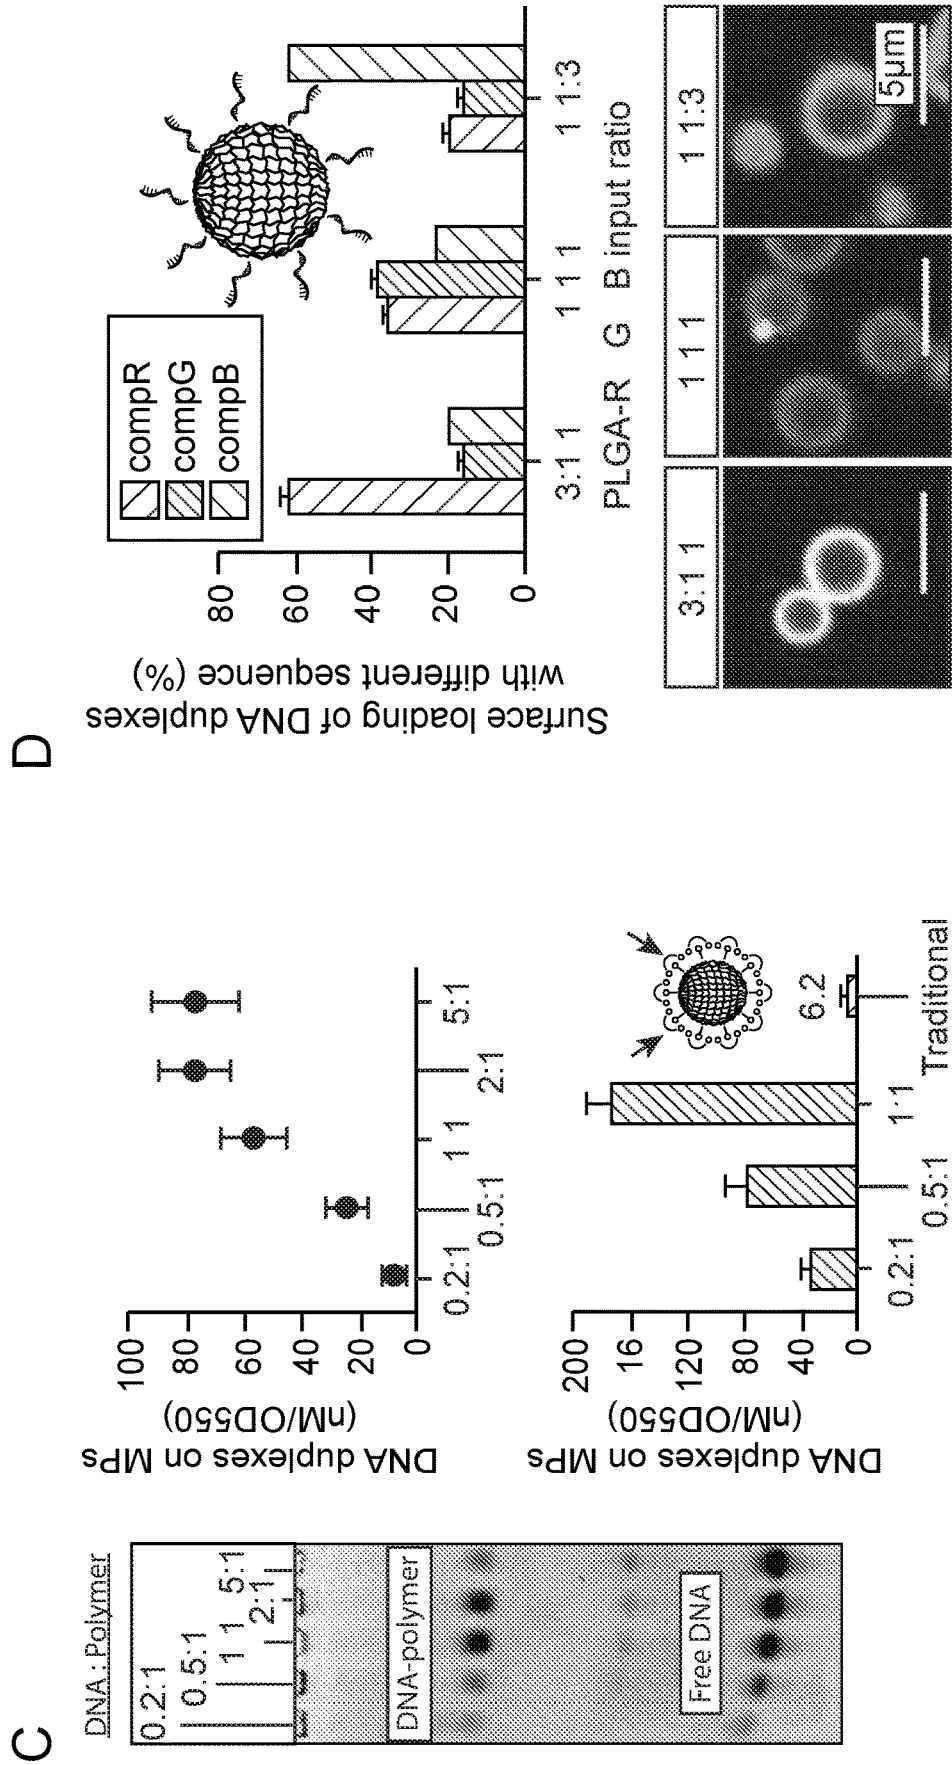 C
DNA : Polymer
0.2:1
0.5:1
1 1
2:1
5:1
DNA-polymer
Free DNA
DNA duplexes on MPs
(nM/OD550)
100
80
60
40
20
0
0.2:1
0.5:1
1 1
2:1
5:1
DNA duplexes on MPs
(nM/OD550)
200
16
120
80
40
0
6.2
0.2:1
0.5:1
1:1
Traditional
D
Surface loading of DNA duplexes
with different sequence (%)
80
60
40
20
0
compR
compG
compB
3:1 1
1 1 1
1 1:3
PLGA-R G B input ratio
3:1 1
1 1 1
1 1:3
5µm